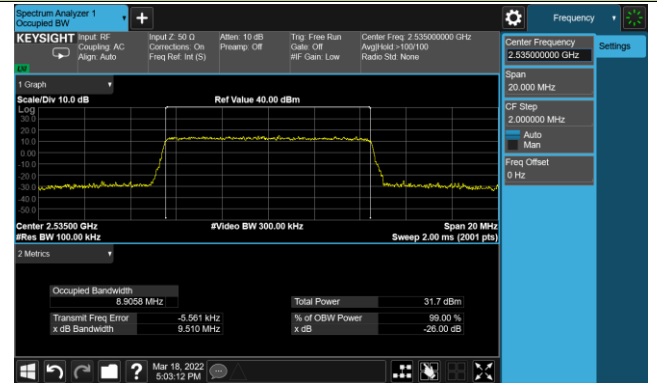 Spectrum Analyzer 1
Occupied BW
KEYSIGHT
Input: RF
Coupling: AC
Align: Auto
Input Z: 50 Ω
Corrections: On
Freq Ref: Int (S)
Atten: 10 dB
Preamp: Off
Trig: Free Run
Gate: Off
#IF Gain: Low
Center Freq: 2.535000000 GHz
Avg|Hold:>100/100
Radio Std: None
1 Graph
Scale/Div 10.0 dB
Ref Value 40.00 dBm
Log
30.0
20.0
10.0
0.00
-10.0
-20.0
-30.0
-40.0
-50.0
Center 2.53500 GHz
#Video BW 300.00 kHz
Span 20 MHz
#Res BW 100.00 kHz
Sweep 2.00 ms (2001 pts)
2 Metrics
Occupied Bandwidth
8.9058 MHz
Total Power
31.7 dBm
Transmit Freq Error
-5.561 kHz
% of OBW Power
99.00 %
x dB Bandwidth
9.510 MHz
x dB
-26.00 dB
Mar 18, 2022
5:03:12 PM
Frequency
Settings
Center Frequency
2.535000000 GHz
Span
20.000 MHz
CF Step
2.000000 MHz
Auto
Man
Freq Offset
0 Hz